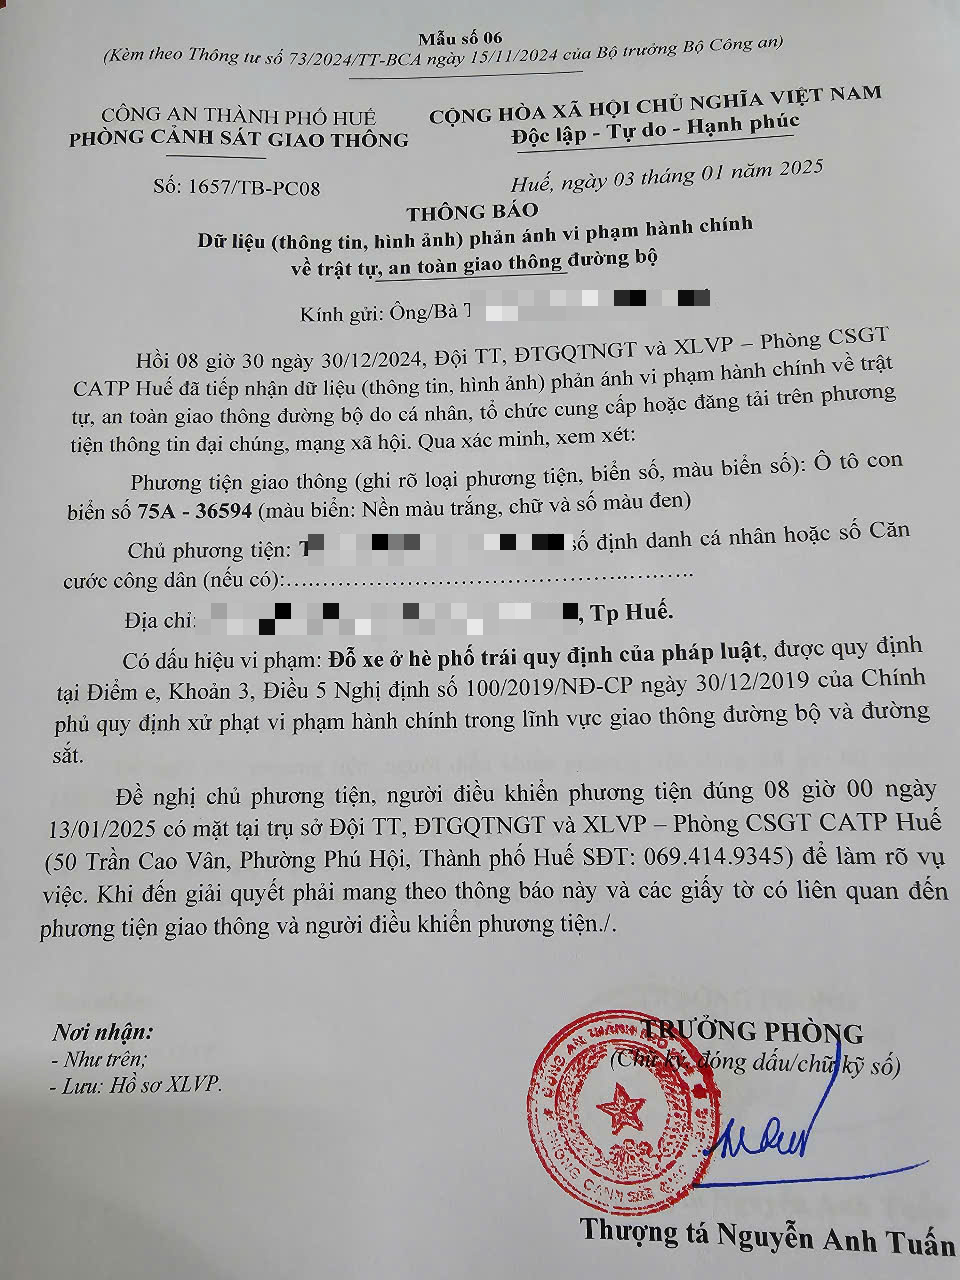 Mẫu số 06
(Kèm theo Thông tư số 73/2024/TT-BCA ngày 15/11/2024 của Bộ trưởng Bộ Công an)
CÔNG AN THÀNH PHỐ HUẾ
PHÒNG CẢNH SÁT GIAO THÔNG
CỘNG HÒA XÃ HỘI CHỦ NGHĨA VIỆT NAM
Độc lập - Tự do - Hạnh phúc
Số: 1657/TB-PC08
Huế, ngày 03 tháng 01 năm 2025
THÔNG BÁO
Dữ liệu (thông tin, hình ảnh) phản ánh vi phạm hành chính
về trật tự, an toàn giao thông đường bộ
Kính gửi: Ông/Bà
Hồi 08 giờ 30 ngày 30/12/2024, Đội TT, ĐTGQTNGT và XLVP – Phòng CSGT
CATP Huế đã tiếp nhận dữ liệu (thông tin, hình ảnh) phản ánh vi phạm hành chính về trật
tự, an toàn giao thông đường bộ do cá nhân, tổ chức cung cấp hoặc đăng tải trên phương
tiện thông tin đại chúng, mạng xã hội. Qua xác minh, xem xét:
Phương tiện giao thông (ghi rõ loại phương tiện, biển số, màu biển số): Ô tô con
biển số 75A - 36594 (màu biển: Nền màu trắng, chữ và số màu đen)
Chủ phương tiện: số định danh cá nhân hoặc số Căn
cước công dân (nếu có):……………………………………………
Địa chỉ: , Tp Huế.
Có dấu hiệu vi phạm: Đỗ xe ở hè phố trái quy định của pháp luật, được quy định
tại Điểm e, Khoản 3, Điều 5 Nghị định số 100/2019/NĐ-CP ngày 30/12/2019 của Chính
phủ quy định xử phạt vi phạm hành chính trong lĩnh vực giao thông đường bộ và đường
sắt.
Đề nghị chủ phương tiện, người điều khiển phương tiện đúng 08 giờ 00 ngày
13/01/2025 có mặt tại trụ sở Đội TT, ĐTGQTNGT và XLVP – Phòng CSGT CATP Huế
(50 Trần Cao Vân, Phường Phú Hội, Thành phố Huế SĐT: 069.414.9345) để làm rõ vụ
việc. Khi đến giải quyết phải mang theo thông báo này và các giấy tờ có liên quan đến
phương tiện giao thông và người điều khiển phương tiện./.
Nơi nhận:
- Như trên;
- Lưu: Hồ sơ XLVP.
TRƯỞNG PHÒNG
(Chữ ký, đóng dấu/chữ ký số)
CÔNG AN THÀNH PHỐ
PHÒNG CẢNH SÁT GIAO
Thượng tá Nguyễn Anh Tuấn